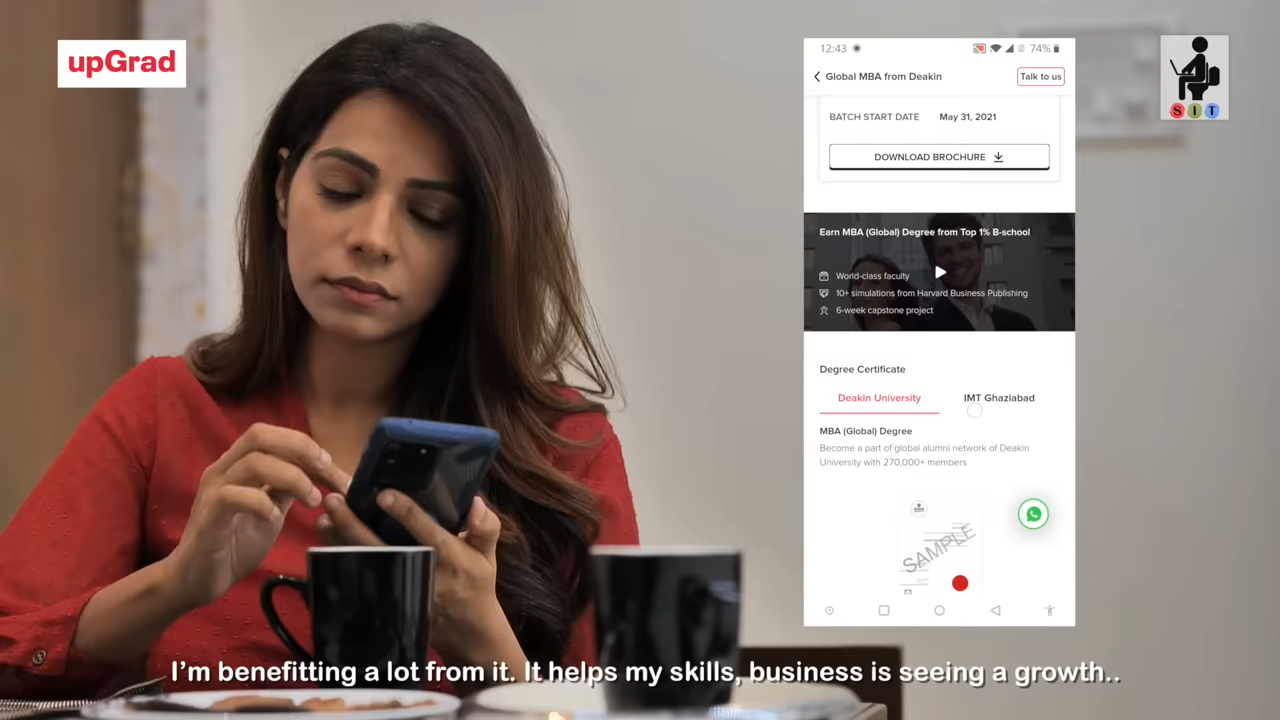 upGrad
12:43
74%
Global MBA from Deakin
Talk to us
BATCH START DATE May 31, 2021
DOWNLOAD BROCHURE
Earn MBA (Global) Degree from Top 1% B-school
World-class faculty
10+ simulations from Harvard Business Publishing
6-week capstone project
Degree Certificate
Deakin University
IMT Ghaziabad
MBA (Global) Degree
Become a part of global alumni network of Deakin
University with 270,000+ members
SAMPLE
SIT
I'm benefitting a lot from it. It helps my skills, business is seeing a growth..